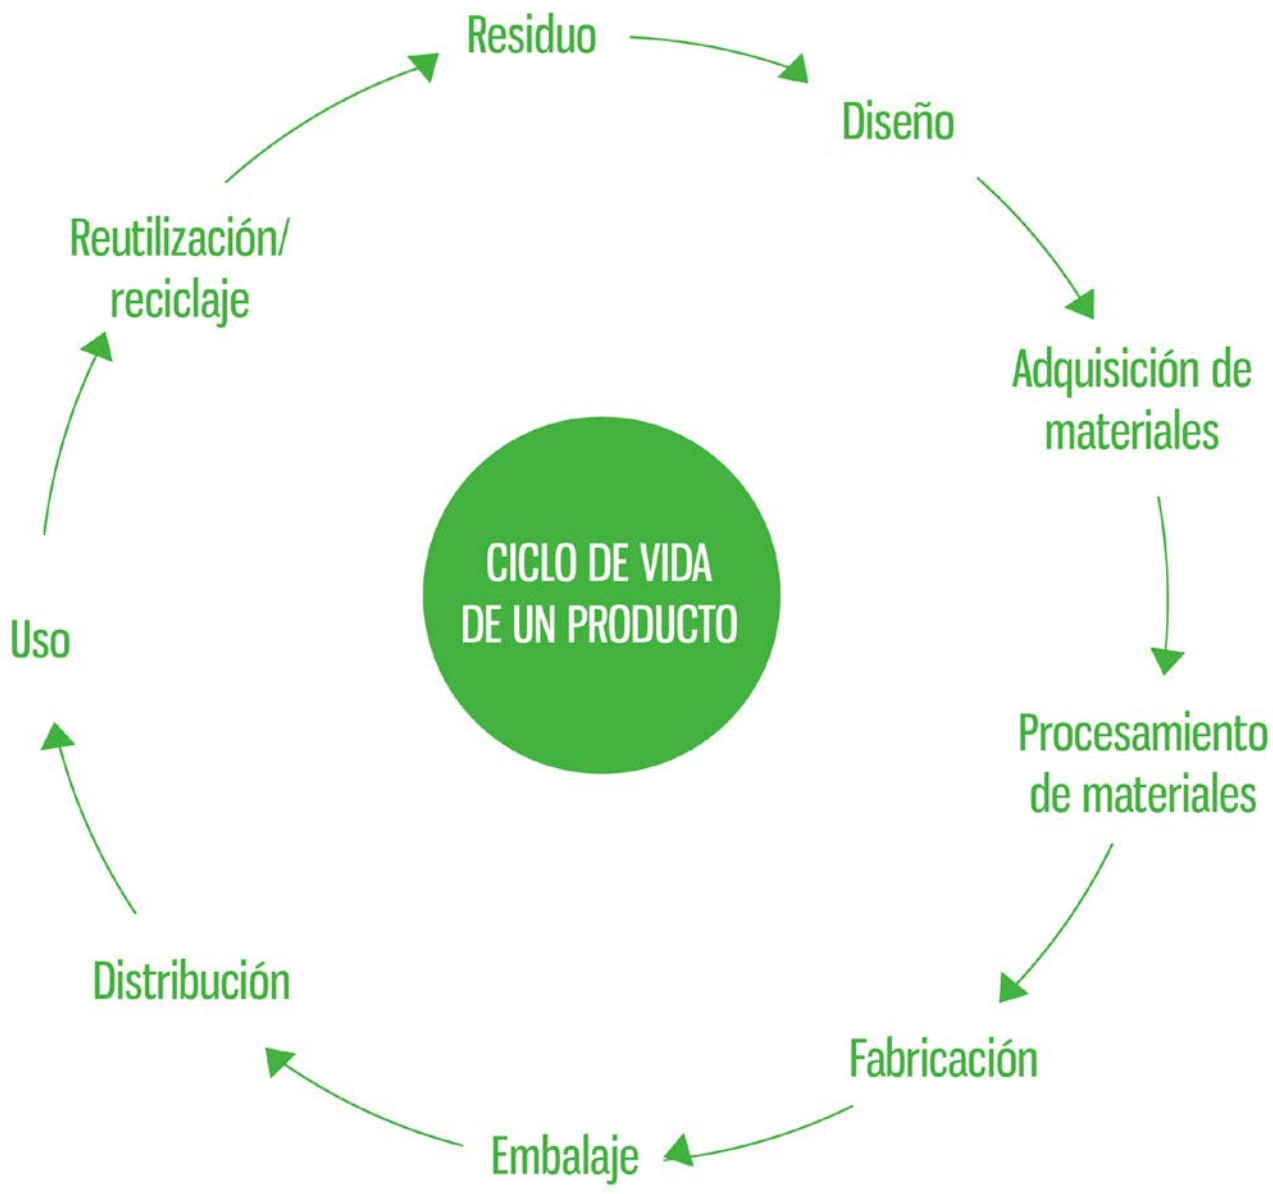 Residuo
Diseño
Adquisición de
materiales
Procesamiento
de materiales
Fabricación
Embalaje
Distribución
Uso
Reutilización/
reciclaje
CICLO DE VIDA
DE UN PRODUCTO